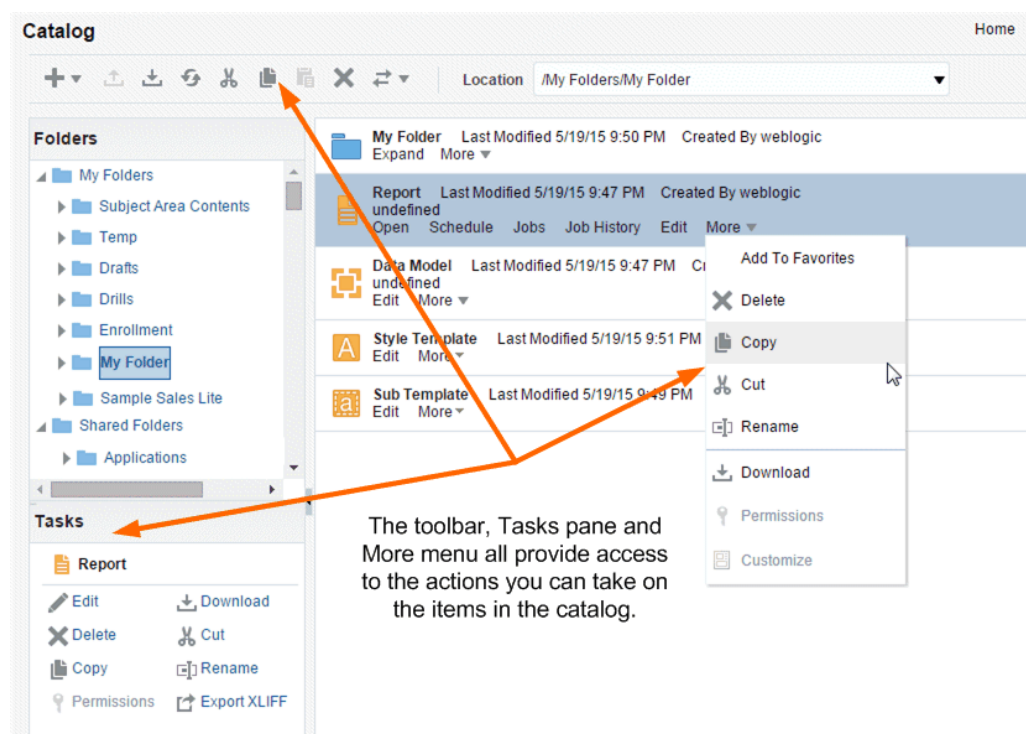 Catalog
Home
Location /My Folders/My Folder
Folders
My Folders
Subject Area Contents
Temp
Drafts
Drills
Enrollment
My Folder
Sample Sales Lite
Shared Folders
Applications
Tasks
Report
Edit Download
Delete Cut
Copy Rename
Permissions Export XLIFF
My Folder Last Modified 5/19/15 9:50 PM Created By weblogic
Expand More
Report Last Modified 5/19/15 9:47 PM Created By weblogic
undefined
Open Schedule Jobs Job History Edit More
Data Model Last Modified 5/19/15 9:47 PM
undefined
Edit More
Style Template Last Modified 5/19/15 9:51 PM
Edit More
Sub Template Last Modified 5/19/15 9:49 PM
Edit More
Add To Favorites
Delete
Copy
Cut
Rename
Download
Permissions
Customize
The toolbar, Tasks pane and
More menu all provide access
to the actions you can take on
the items in the catalog.